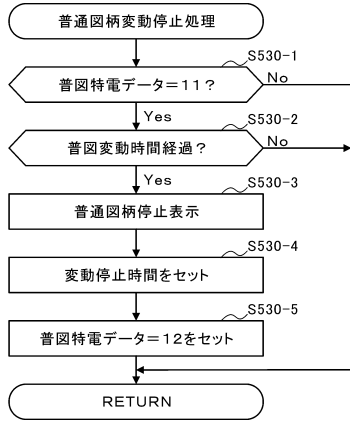 普通図柄変動停止処理
S530-1
普図特電データ=11?
No
Yes
S530-2
普図変動時間経過?
No
Yes
S530-3
普通図柄停止表示
S530-4
変動停止時間をセット
S530-5
普図特電データ=12をセット
RETURN